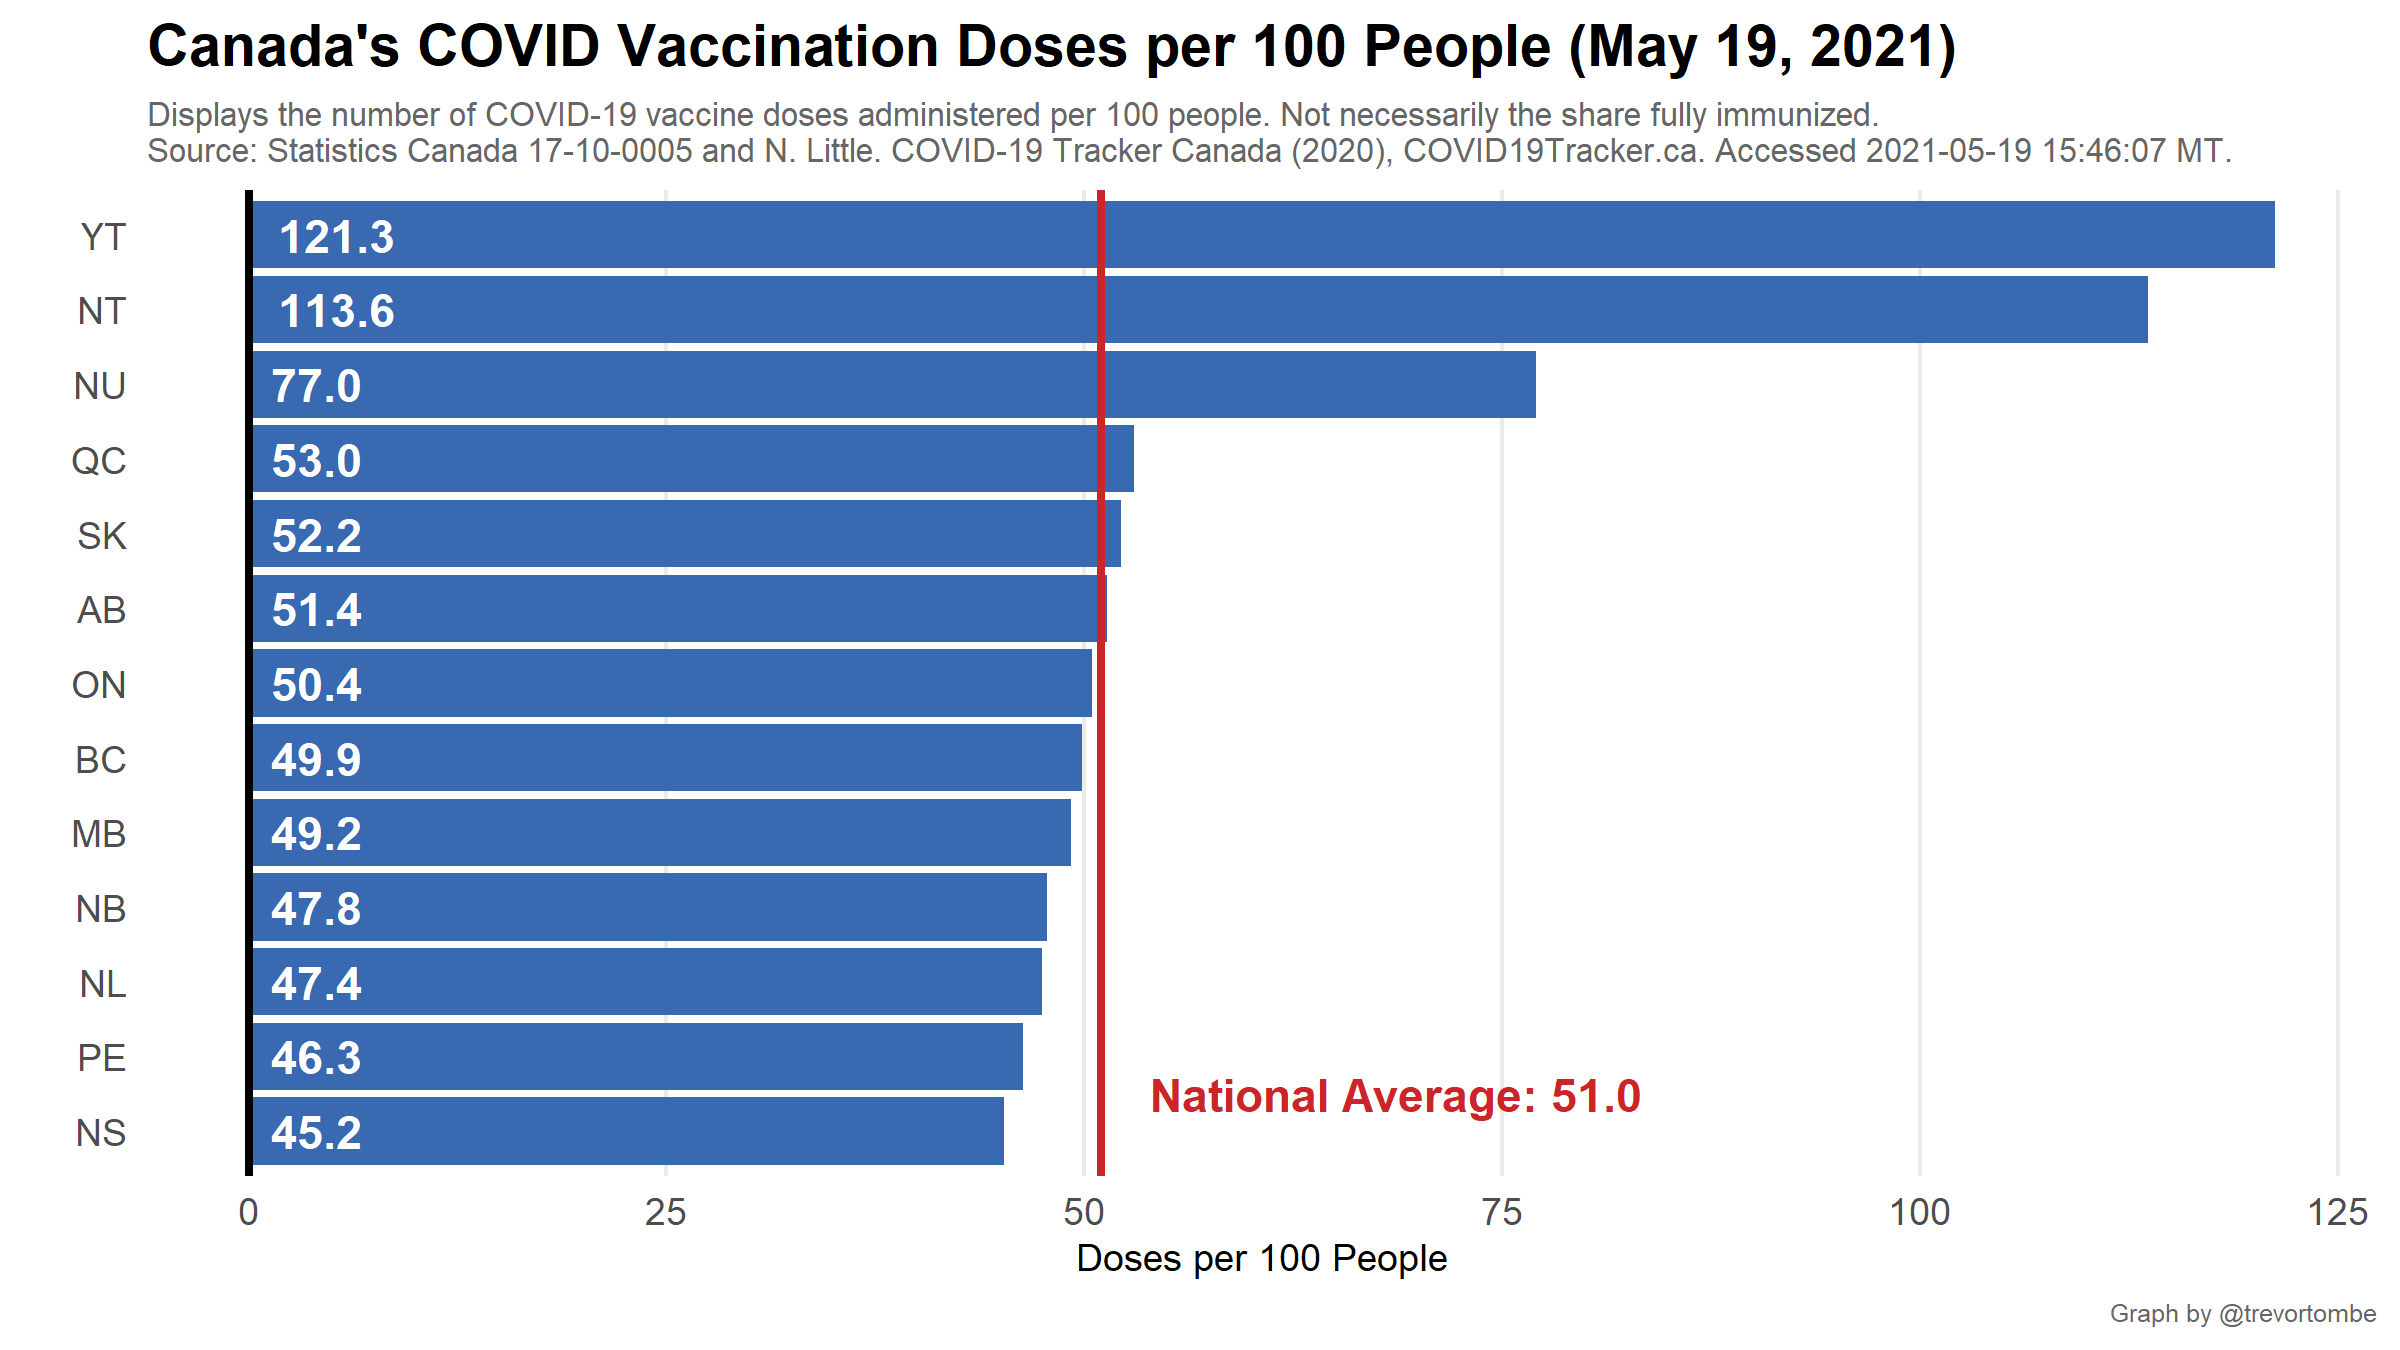 Canada's COVID Vaccination Doses per 100 People (May 19, 2021)
Displays the number of COVID-19 vaccine doses administered per 100 people. Not necessarily the share fully immunized.
Source: Statistics Canada 17-10-0005 and N. Little. COVID-19 Tracker Canada (2020), COVID19Tracker.ca. Accessed 2021-05-19 15:46:07 MT.
YT 121.3
NT 113.6
NU 77.0
QC 53.0
SK 52.2
AB 51.4
ON 50.4
BC 49.9
MB 49.2
NB 47.8
NL 47.4
PE 46.3
National Average: 51.0
NS 45.2
0 25 50 75 100 125
Doses per 100 People
Graph by @trevortombe